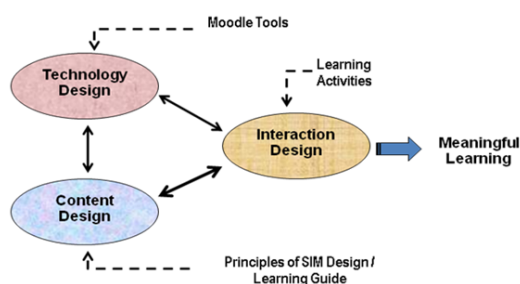 Moodle Tools
Technology
Design
Learning
Activities
Interaction
Design
Meaningful
Learning
Content
Design
Principles of SIM Design /
Learning Guide